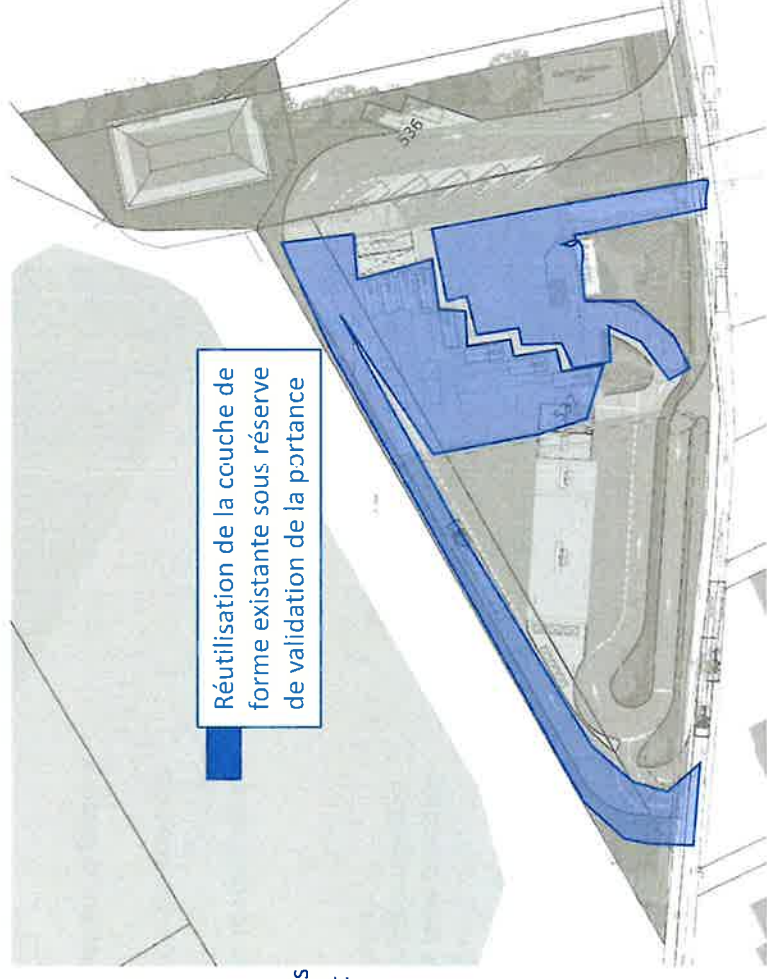 Réutilisation de la couche de
forme existante sous réserve
de validation de la portance
536
s